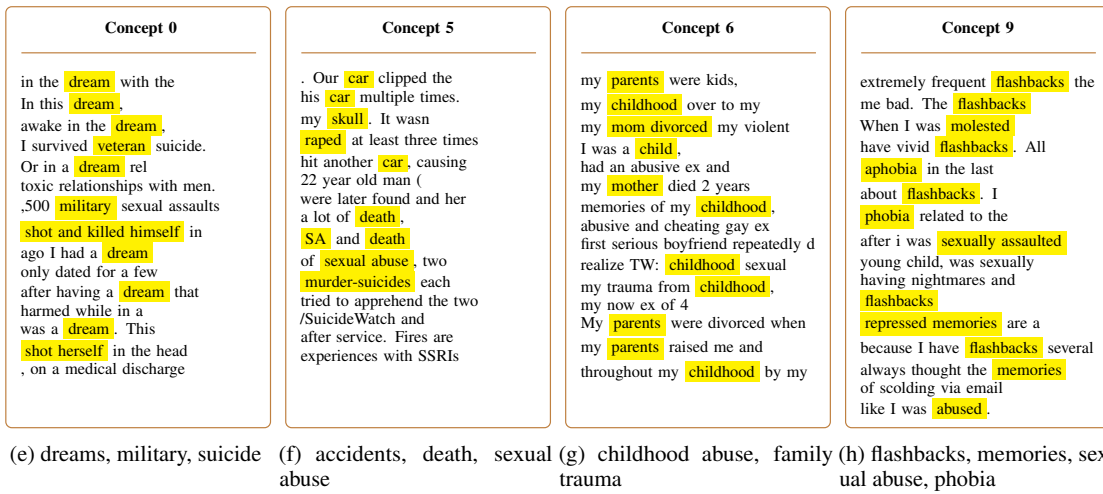 Concept 0
in the dream with the
In this dream,
awake in the dream,
I survived veteran suicide.
Or in a dream rel
toxic relationships with men.
,500 military sexual assaults
shot and killed himself in
ago I had a dream
only dated for a few
after having a dream that
harmed while in a
was a dream. This
shot herself in the head
, on a medical discharge
(e) dreams, military, suicide
Concept 5
. Our car clipped the
his car multiple times.
my skull. It wasn
raped at least three times
hit another car, causing
22 year old man (
were later found and her
a lot of death,
SA and death
of sexual abuse, two
murder-suicides each
tried to apprehend the two
/SuicideWatch and
after service. Fires are
experiences with SSRIs
(f) accidents, death, sexual
abuse
Concept 6
my parents were kids,
my childhood over to my
my mom divorced my violent
I was a child,
had an abusive ex and
my mother died 2 years
memories of my childhood,
abusive and cheating gay ex
first serious boyfriend repeatedly d
realize TW: childhood sexual
my trauma from childhood,
my now ex of 4
My parents were divorced when
my parents raised me and
throughout my childhood by my
(g) childhood abuse, family
trauma
Concept 9
extremely frequent flashbacks the
me bad. The flashbacks
When I was molested
have vivid flashbacks. All
aphobia in the last
about flashbacks. I
phobia related to the
after i was sexually assaulted
young child, was sexually
having nightmares and
flashbacks
repressed memories are a
because I have flashbacks several
always thought the memories
of scolding via email
like I was abused.
(h) flashbacks, memories, sex
ual abuse, phobia